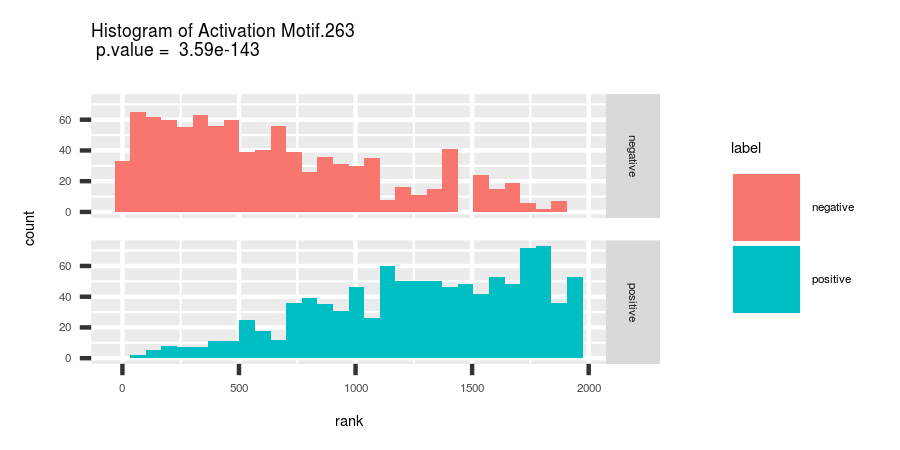 Histogram of Activation Motif.263
p.value = 3.59e-143
count
60
40
20
0
negative
60
40
20
0
positive
0 500 1000 1500 2000
rank
label
negative
positive